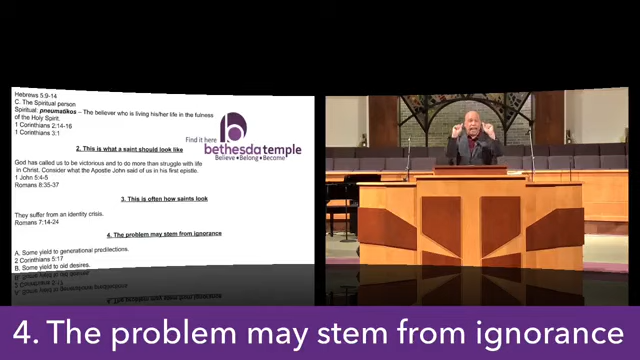 Hebrews 5.9-14
C. The Spiritual person
Spiritual pneumatikos – The believer who is living his/her life in the fulness
of the Holy Spirit.
1 Corinthians 2:14-16
1 Corinthians 3:1
Find it here
bethesda temple
Believe • Belong • Become
2. This is what a saint should look like
God has called us to be victorious and to do more than struggle with life
in Christ. Consider what the Apostle John said of us in his first epistle.
1 John 5:4-5
Romans 8:35-37
3. This is often how saints look
They suffer from an identity crisis.
Romans 7:14-24
4. The problem may stem from ignorance
A. Some yield to generational predilections.
2 Corinthians 5:17
B. Some yield to old desires.
4. The problem may stem from ignorance